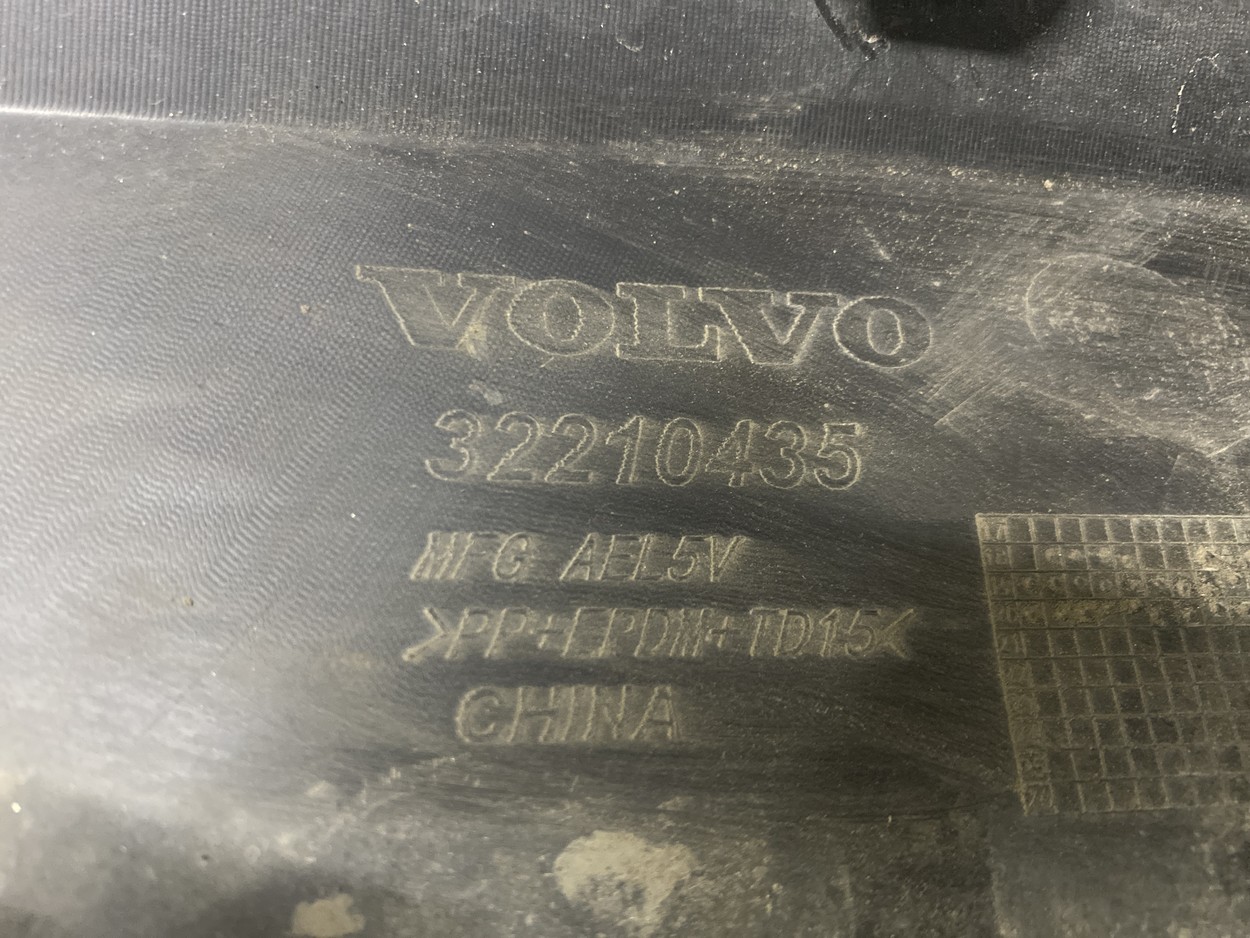 VOLVO
32210435
MFG AEL5V
>PP+EPDM+TD15<
CHINA